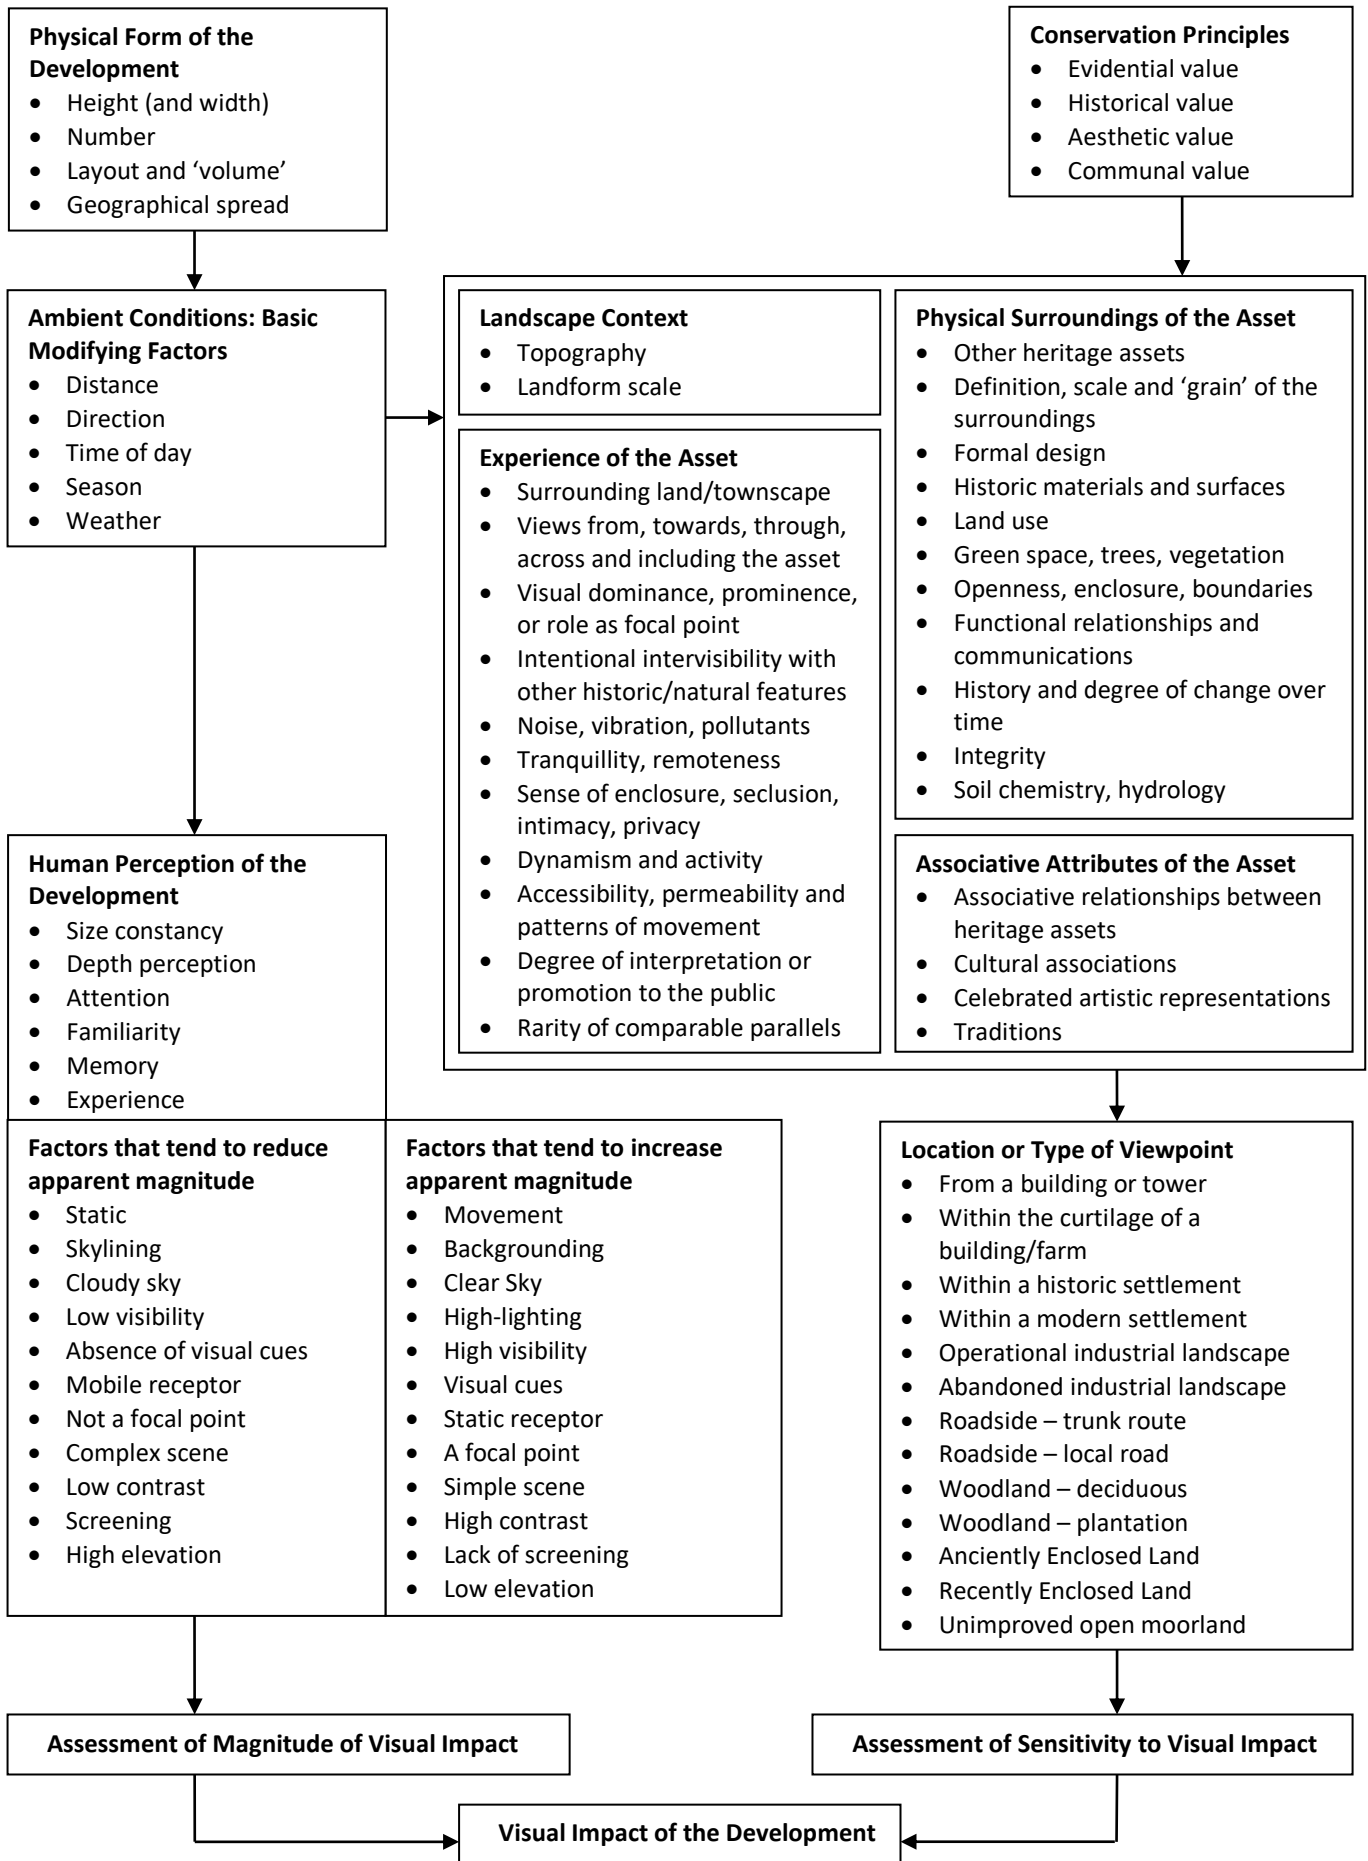 Physical Form of the
Development
• Height (and width)
• Number
• Layout and ‘volume’
• Geographical spread
Conservation Principles
• Evidential value
• Historical value
• Aesthetic value
• Communal value
Ambient Conditions: Basic
Modifying Factors
• Distance
• Direction
• Time of day
• Season
• Weather
Landscape Context
• Topography
• Landform scale
Experience of the Asset
• Surrounding land/townscape
• Views from, towards, through,
across and including the asset
• Visual dominance, prominence,
or role as focal point
• Intentional intervisibility with
other historic/natural features
• Noise, vibration, pollutants
• Tranquillity, remoteness
• Sense of enclosure, seclusion,
intimacy, privacy
• Dynamism and activity
• Accessibility, permeability and
patterns of movement
• Degree of interpretation or
promotion to the public
• Rarity of comparable parallels
Physical Surroundings of the Asset
• Other heritage assets
• Definition, scale and ‘grain’ of the
surroundings
• Formal design
• Historic materials and surfaces
• Land use
• Green space, trees, vegetation
• Openness, enclosure, boundaries
• Functional relationships and
communications
• History and degree of change over
time
• Integrity
• Soil chemistry, hydrology
Associative Attributes of the Asset
• Associative relationships between
heritage assets
• Cultural associations
• Celebrated artistic representations
• Traditions
Human Perception of the
Development
• Size constancy
• Depth perception
• Attention
• Familiarity
• Memory
• Experience
Factors that tend to reduce
apparent magnitude
• Static
• Skylining
• Cloudy sky
• Low visibility
• Absence of visual cues
• Mobile receptor
• Not a focal point
• Complex scene
• Low contrast
• Screening
• High elevation
Factors that tend to increase
apparent magnitude
• Movement
• Backgrounding
• Clear Sky
• High-lighting
• High visibility
• Visual cues
• Static receptor
• A focal point
• Simple scene
• High contrast
• Lack of screening
• Low elevation
Location or Type of Viewpoint
• From a building or tower
• Within the curtilage of a
building/farm
• Within a historic settlement
• Within a modern settlement
• Operational industrial landscape
• Abandoned industrial landscape
• Roadside – trunk route
• Roadside – local road
• Woodland – deciduous
• Woodland – plantation
• Anciently Enclosed Land
• Recently Enclosed Land
• Unimproved open moorland
Assessment of Magnitude of Visual Impact
Assessment of Sensitivity to Visual Impact
Visual Impact of the Development